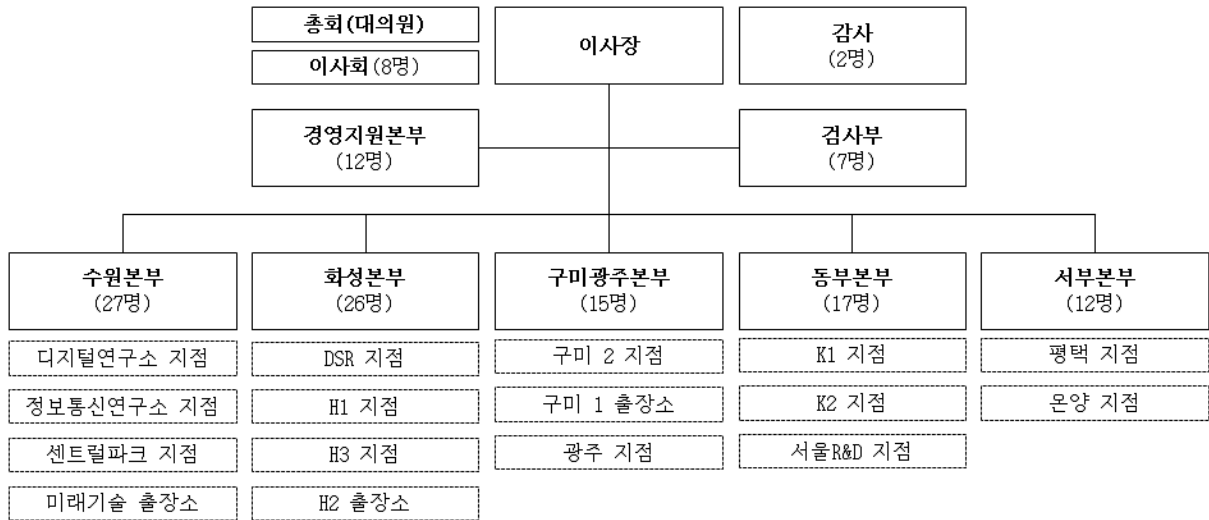 총회(대의원)
이사회(8명)
이사장
감사
(2명)
경영지원본부
(12명)
검사부
(7명)
수원본부
(27명)
화성본부
(26명)
구미광주본부
(15명)
동부본부
(17명)
서부본부
(12명)
디지털연구소 지점
DSR 지점
구미 2 지점
K1 지점
평택 지점
정보통신연구소 지점
H1 지점
구미 1 출장소
K2 지점
온양 지점
센트럴파크 지점
H3 지점
광주 지점
서울R&D 지점
미래기술 출장소
H2 출장소